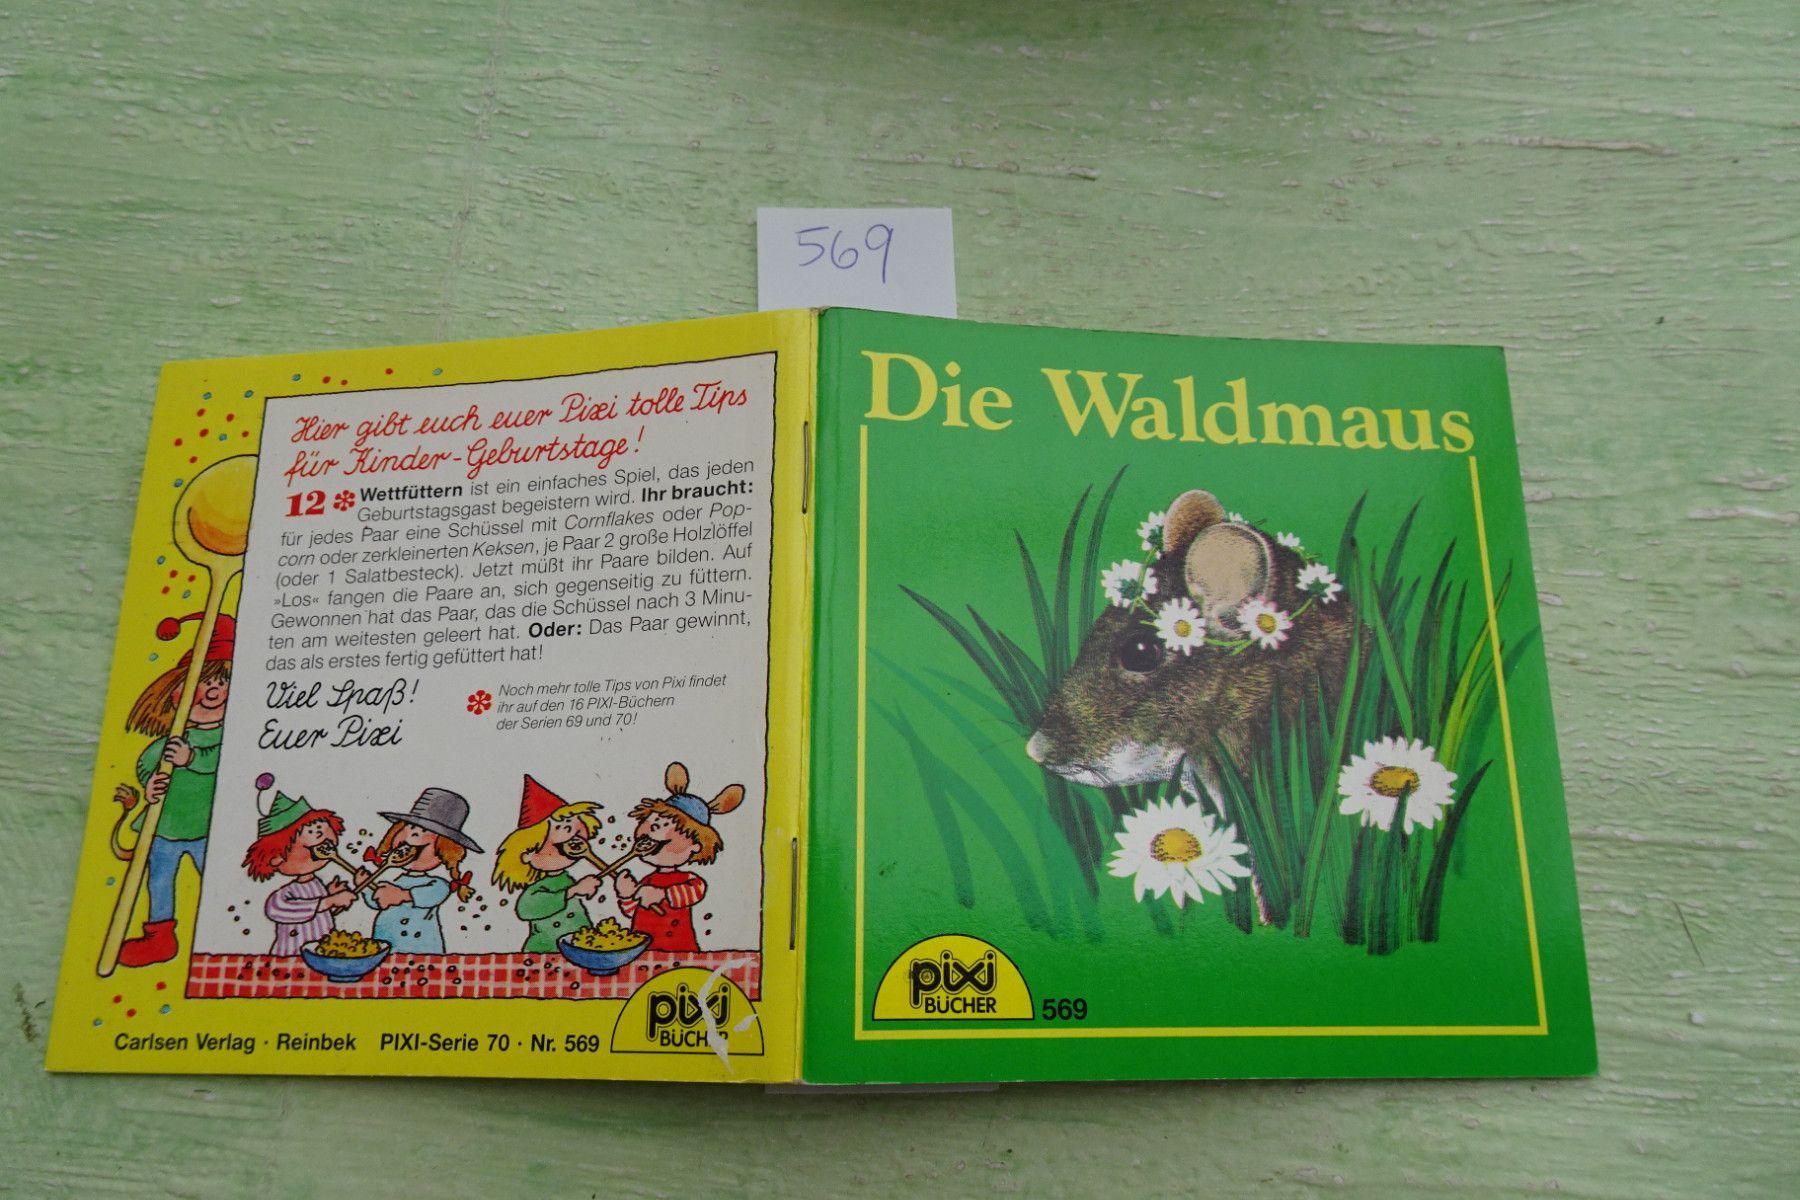 569
Hier gibt euch euer Pixi tolle Tips
für Kinder-Geburtstage!
12 Wettfüttern ist ein einfaches Spiel, das jeden
Geburtstagsgast begeistern wird. Ihr braucht:
für jedes Paar eine Schüssel mit Cornflakes oder Pop-
corn oder zerkleinerten Keksen, je Paar 2 große Holzlöffel
(oder 1 Salatbesteck). Jetzt müßt ihr Paare bilden. Auf
»Los« fangen die Paare an, sich gegenseitig zu füttern.
Gewonnen hat das Paar, das die Schüssel nach 3 Minu-
ten am weitesten geleert hat. Oder: Das Paar gewinnt,
das als erstes fertig gefüttert hat!
Viel Spaß!
Euer Pixi
Noch mehr tolle Tips von Pixi findet
ihr auf den 16 PIXI-Büchern
der Serien 69 und 70!
Carlsen Verlag · Reinbek PIXI-Serie 70 · Nr. 569
pixi
BÜCHER
Die Waldmaus
pixi
BÜCHER
569